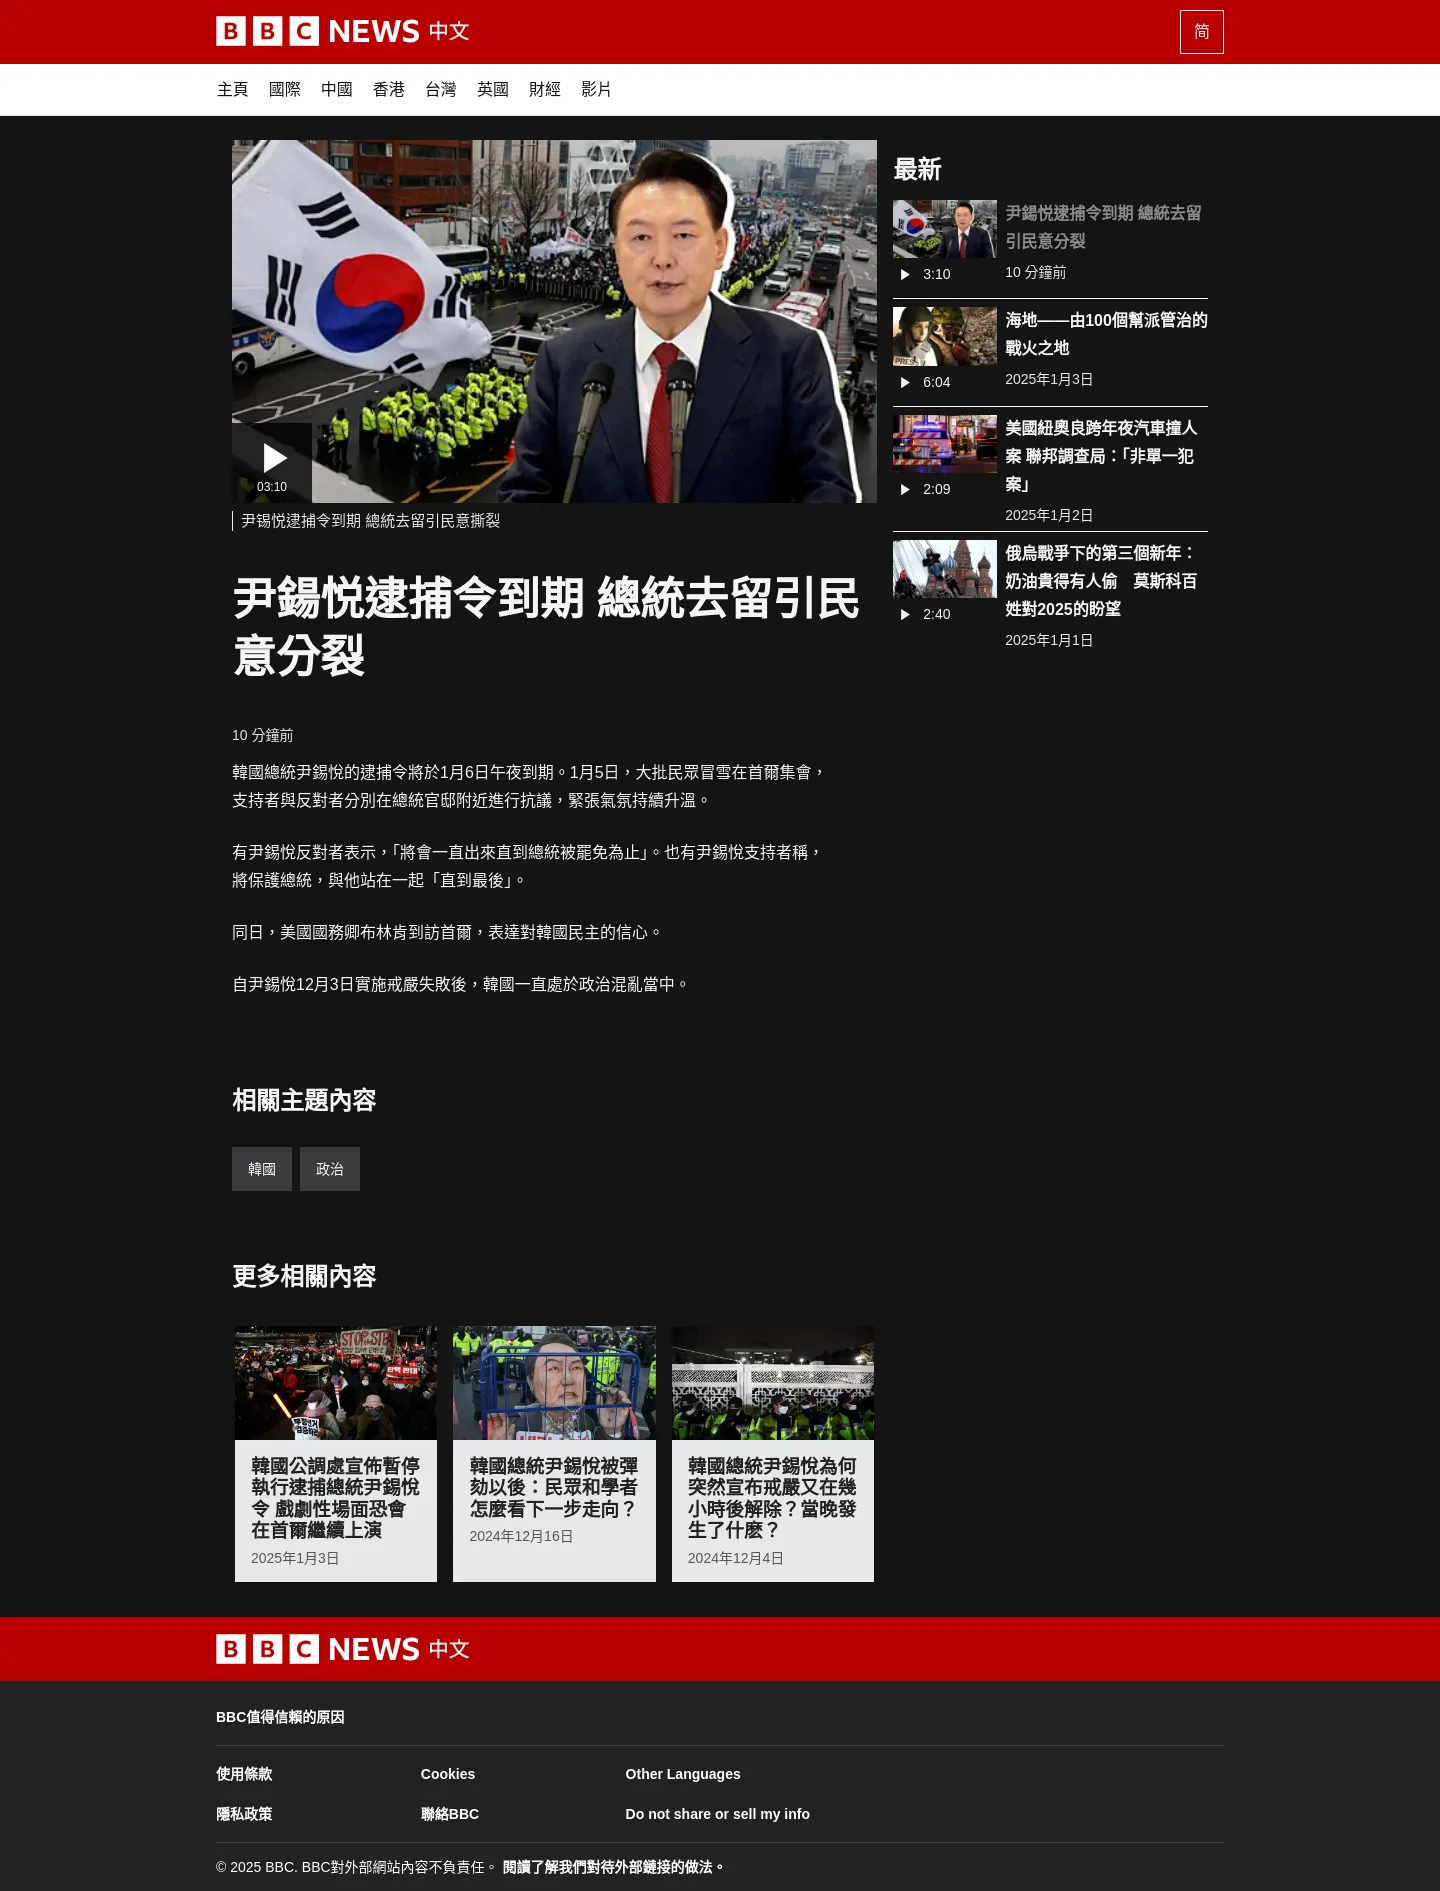 BBC NEWS 中文
简
主頁 國際 中國 香港 台灣 英國 財經 影片
03:10
尹锡悦逮捕令到期 總統去留引民意撕裂
尹錫悦逮捕令到期 總統去留引民
意分裂
10 分鐘前
韓國總統尹錫悅的逮捕令將於1月6日午夜到期。1月5日，大批民眾冒雪在首爾集會，
支持者與反對者分別在總統官邸附近進行抗議，緊張氣氛持續升溫。
有尹錫悅反對者表示，「將會一直出來直到總統被罷免為止」。也有尹錫悅支持者稱，
將保護總統，與他站在一起「直到最後」。
同日，美國國務卿布林肯到訪首爾，表達對韓國民主的信心。
自尹錫悅12月3日實施戒嚴失敗後，韓國一直處於政治混亂當中。
最新
尹鍚悦逮捕令到期 總統去留
引民意分裂
3:10
10 分鐘前
海地——由100個幫派管治的
戰火之地
PRESS
6:04
2025年1月3日
美國紐奧良跨年夜汽車撞人
案 聯邦調查局：「非單一犯
案」
2:09
2025年1月2日
俄烏戰爭下的第三個新年：
奶油貴得有人偷　莫斯科百
姓對2025的盼望
2:40
2025年1月1日
相關主題內容
韓國 政治
更多相關內容
韓國公調處宣佈暫停
執行逮捕總統尹錫悅
令 戲劇性場面恐會
在首爾繼續上演
2025年1月3日
韓國總統尹錫悅被彈
劾以後：民眾和學者
怎麼看下一步走向？
2024年12月16日
韓國總統尹錫悅為何
突然宣布戒嚴又在幾
小時後解除？當晚發
生了什麽？
2024年12月4日
BBC NEWS 中文
BBC值得信賴的原因
使用條款 Cookies Other Languages
隱私政策 聯絡BBC Do not share or sell my info
© 2025 BBC. BBC對外部網站內容不負責任。 閱讀了解我們對待外部鏈接的做法。